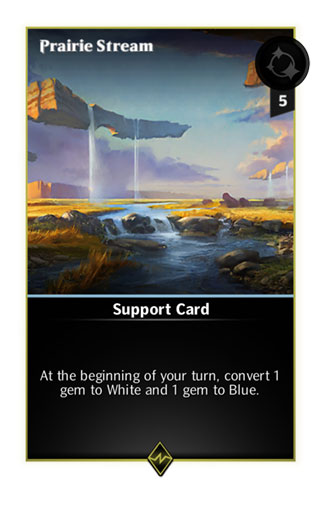 Prairie Stream
5
Support Card
At the beginning of your turn, convert 1
gem to White and 1 gem to Blue.